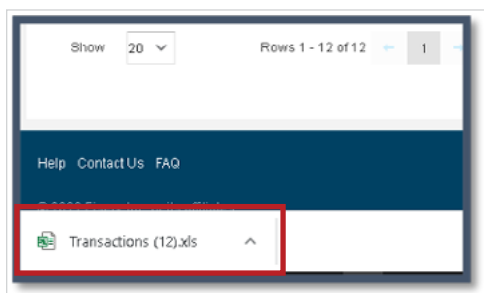 Show 20 Rows 1 - 12 of 12 1
Help Contact Us FAQ
Transactions (12).xls